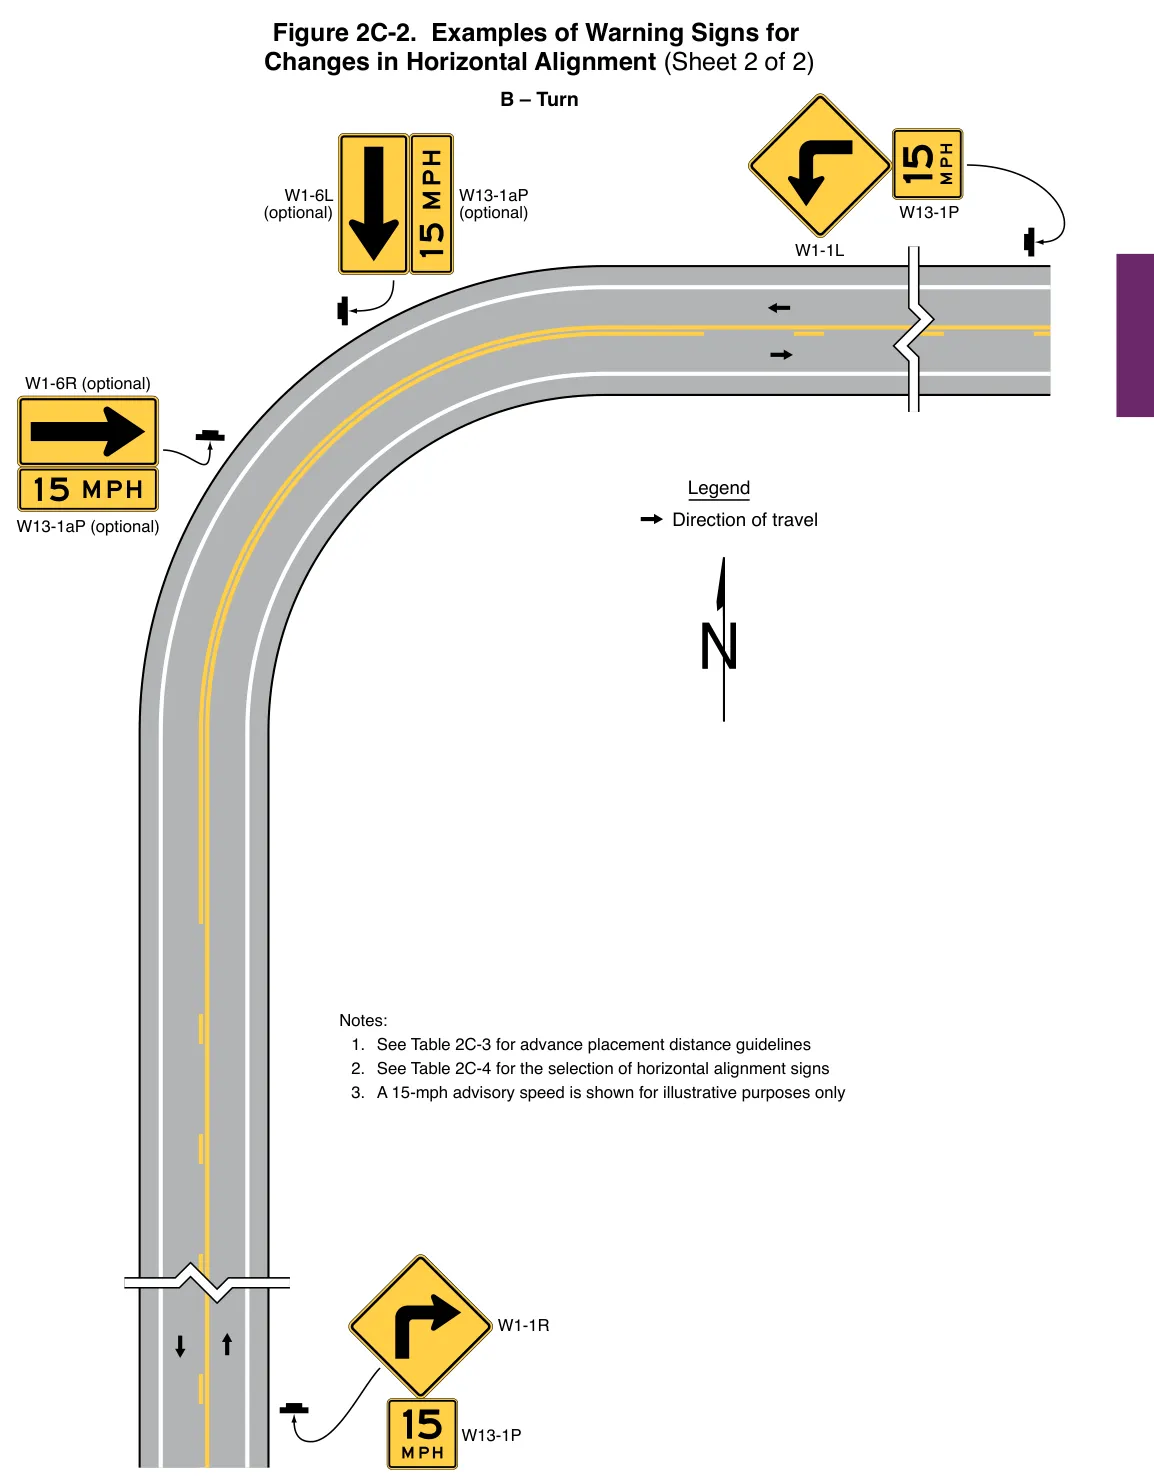 Figure 2C-2. Examples of Warning Signs for
Changes in Horizontal Alignment (Sheet 2 of 2)
B – Turn
W1-6L
(optional)
15 MPH
W13-1aP
(optional)
15
MPH
W13-1P
W1-1L
W1-6R (optional)
15 MPH
W13-1aP (optional)
Legend
Direction of travel
N
Notes:
1. See Table 2C-3 for advance placement distance guidelines
2. See Table 2C-4 for the selection of horizontal alignment signs
3. A 15-mph advisory speed is shown for illustrative purposes only
W1-1R
15
MPH
W13-1P